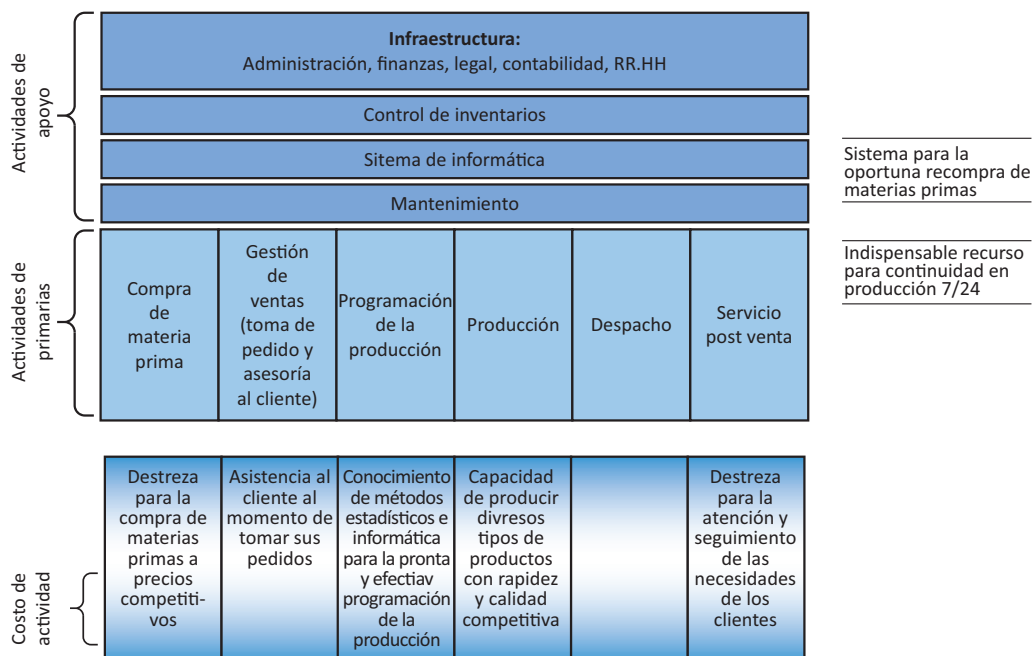 Actividades de
apoyo
Infraestructura:
Administración, finanzas, legal, contabilidad, RR.HH
Control de inventarios
Sitema de informática
Mantenimiento
Sistema para la
oportuna recompra de
materias primas
Indispensable recurso
para continuidad en
producción 7/24
Actividades de
primarias
Compra
de
materia
prima
Gestión
de
ventas
(toma de
pedido y
asesoría
al cliente)
Programación
de la
producción
Producción
Despacho
Servicio
post venta
Costo de
actividad
Destreza
para la
compra de
materias
primas a
precios
competiti-
vos
Asistencia al
cliente al
momento de
tomar sus
pedidos
Conocimiento
de métodos
estadísticos e
informática
para la pronta
y efectiav
programación
de la
producción
Capacidad
de producir
divresos
tipos de
productos
con rapidez
y calidad
competitiva
Destreza
para la
atención y
seguimiento
de las
necesidades
de los
clientes